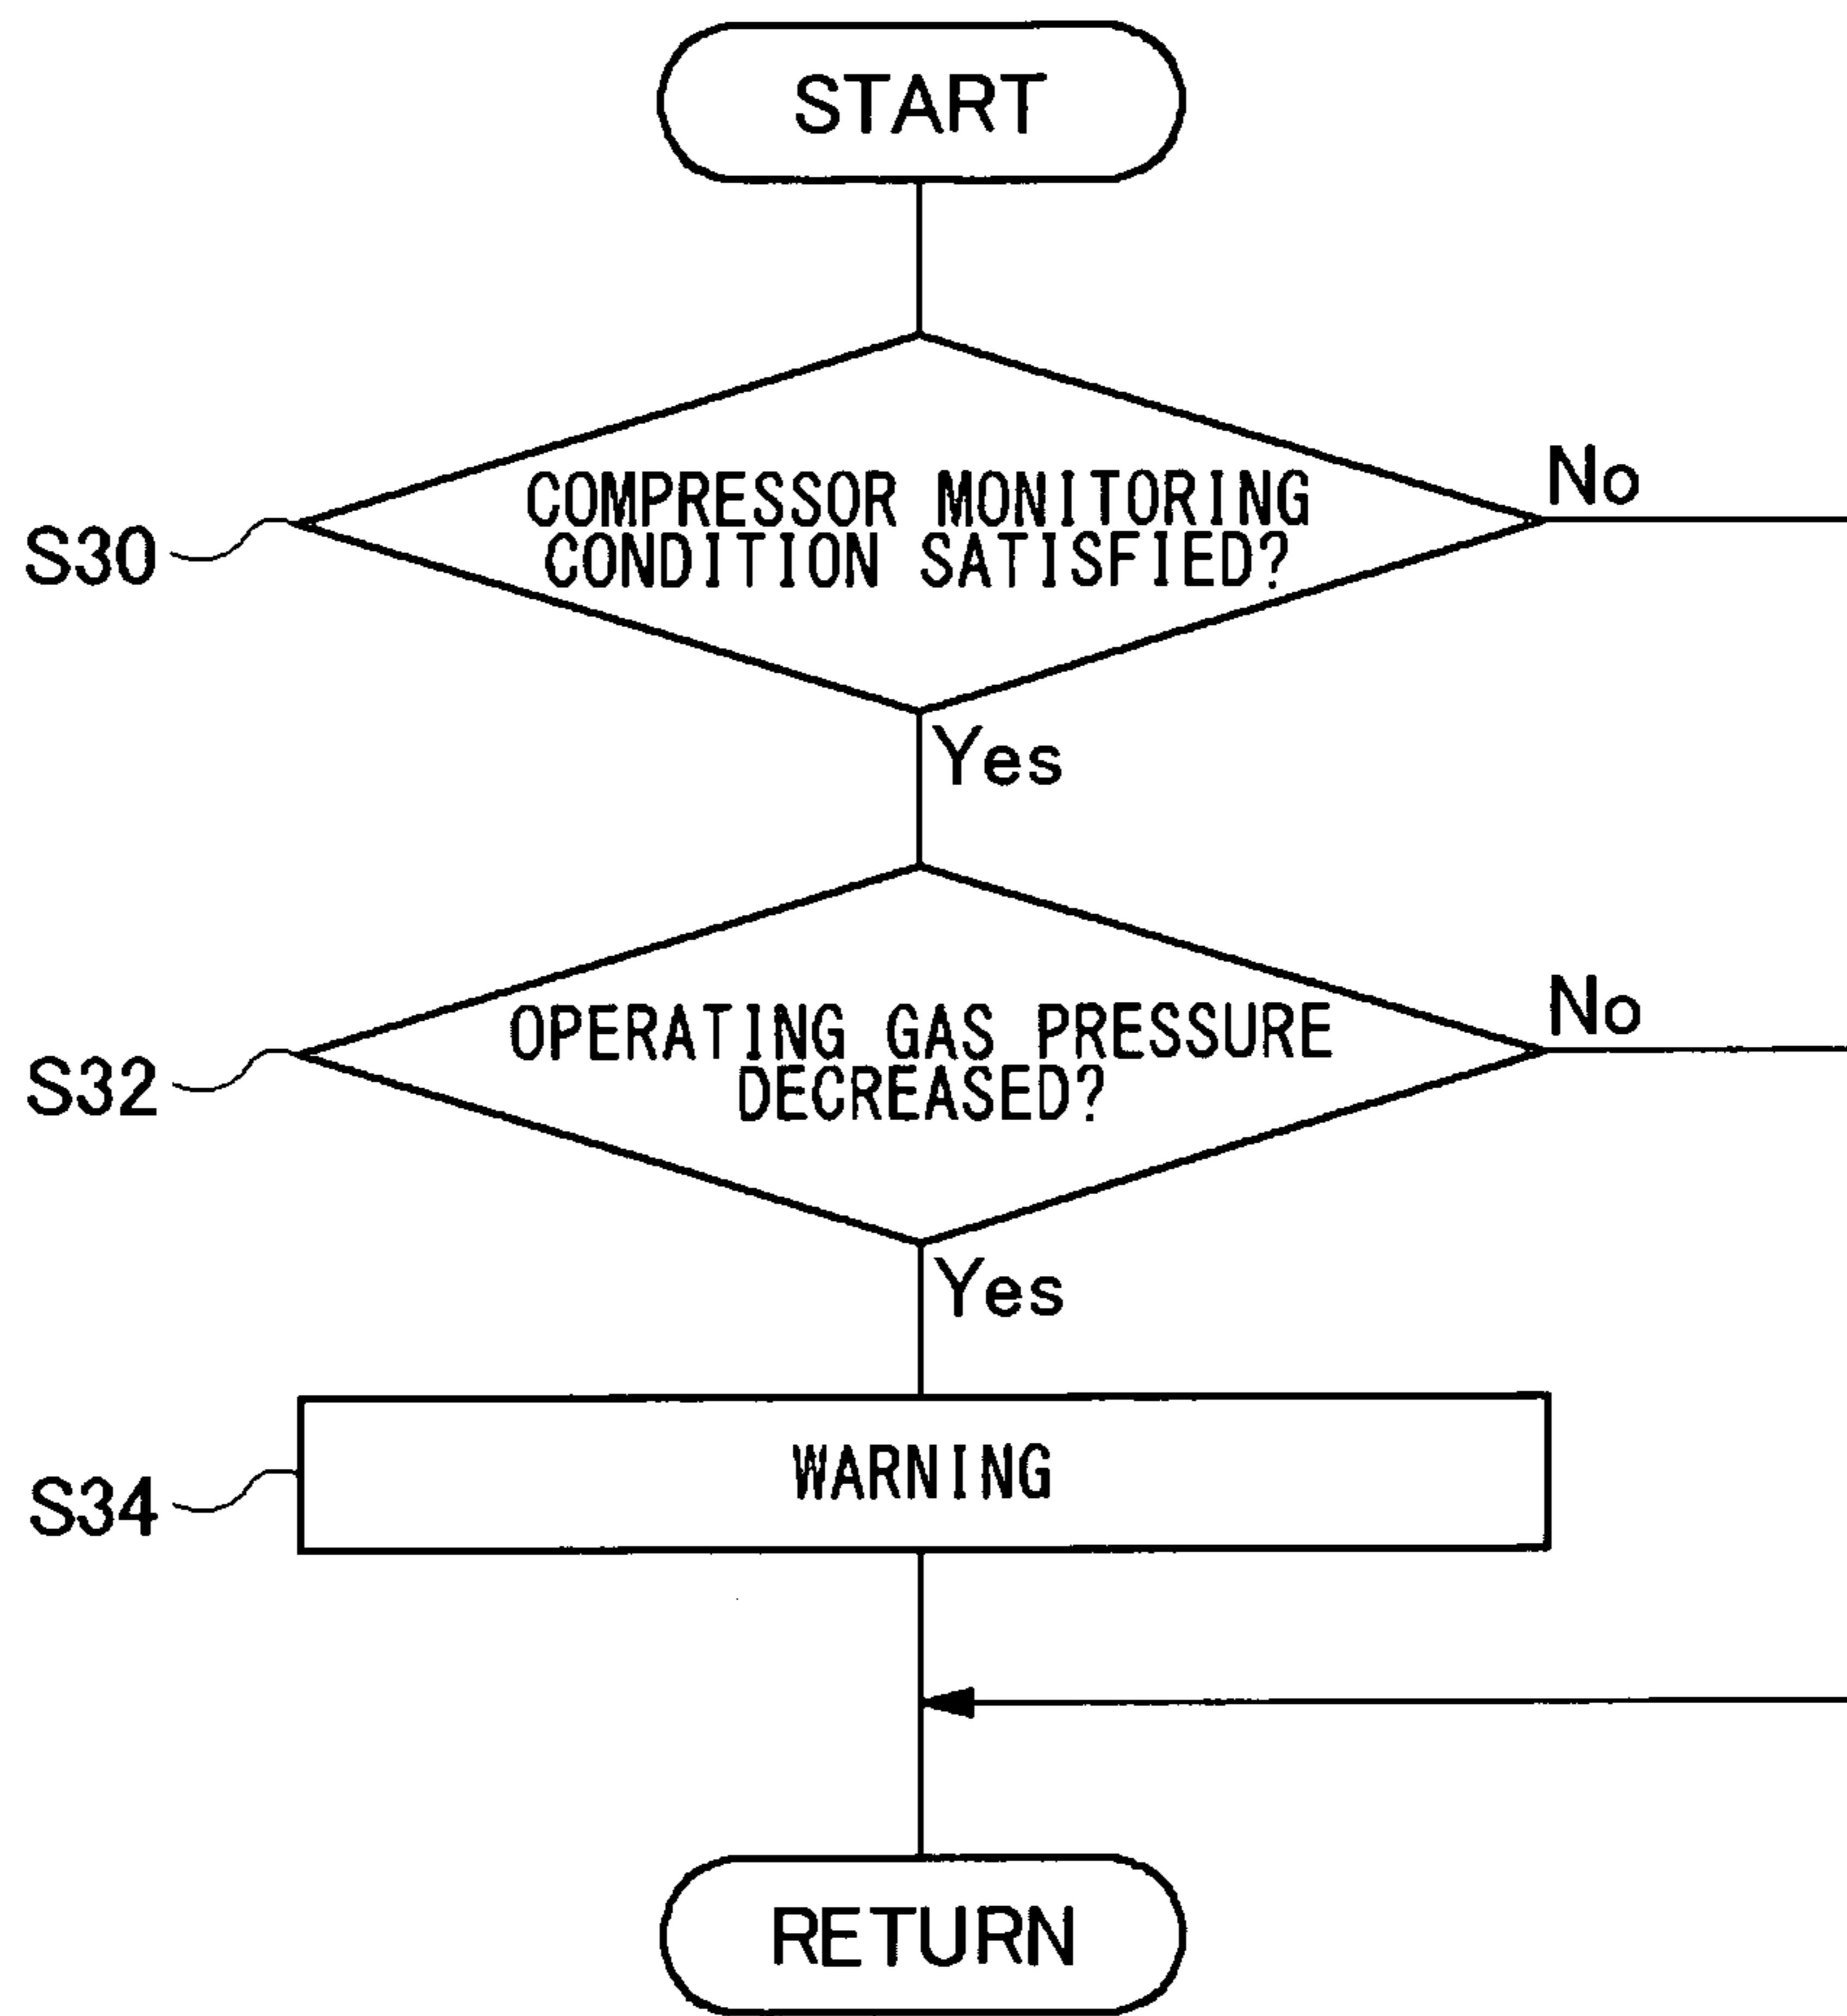 START
COMPRESSOR MONITORING
CONDITION SATISFIED?
No
S30
Yes
OPERATING GAS PRESSURE
DECREASED?
No
S32
Yes
WARNING
S34
RETURN